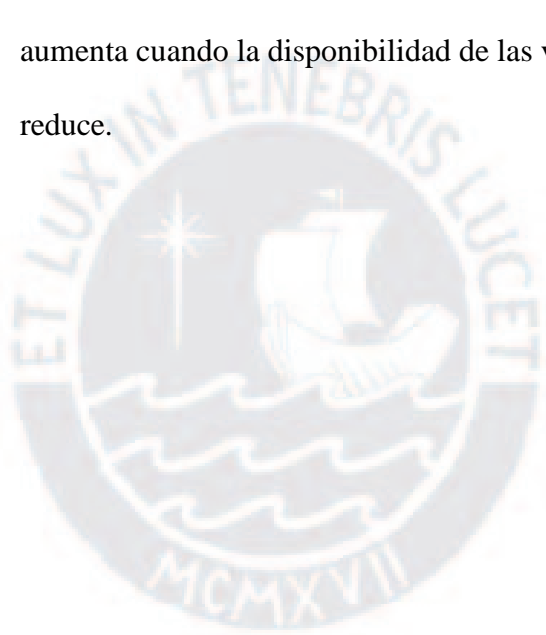 aumenta cuando la disponibilidad de las
reduce.
ET LUX IN TENEBRIS LUCET
MCMXVII